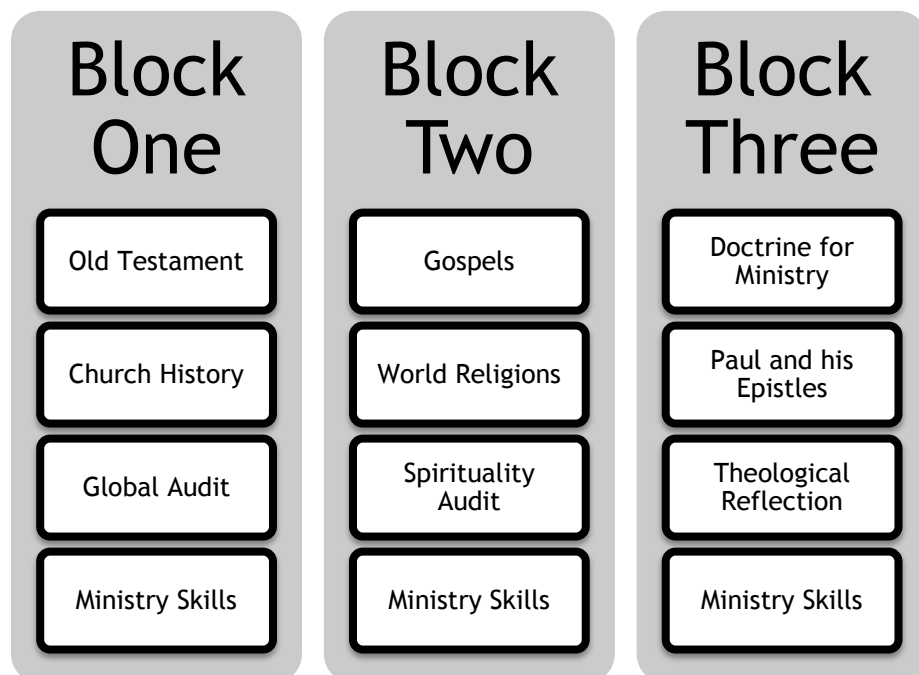 Block
One
Old Testament
Church History
Global Audit
Ministry Skills
Block
Two
Gospels
World Religions
Spirituality
Audit
Ministry Skills
Block
Three
Doctrine for
Ministry
Paul and his
Epistles
Theological
Reflection
Ministry Skills